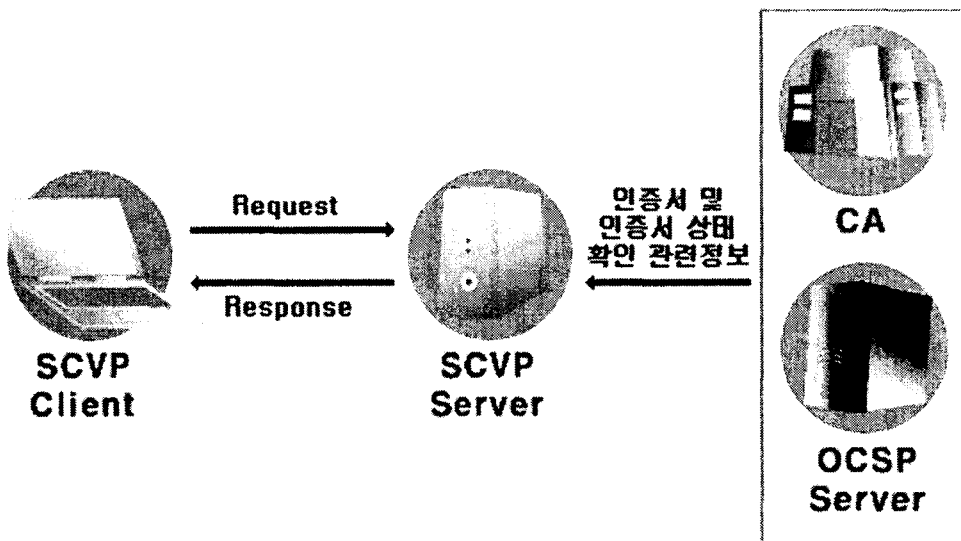 Request
Response
SCVP
Client
SCVP
Server
인증서 및
인증서 상태
확인 관련정보
CA
OCSP
Server